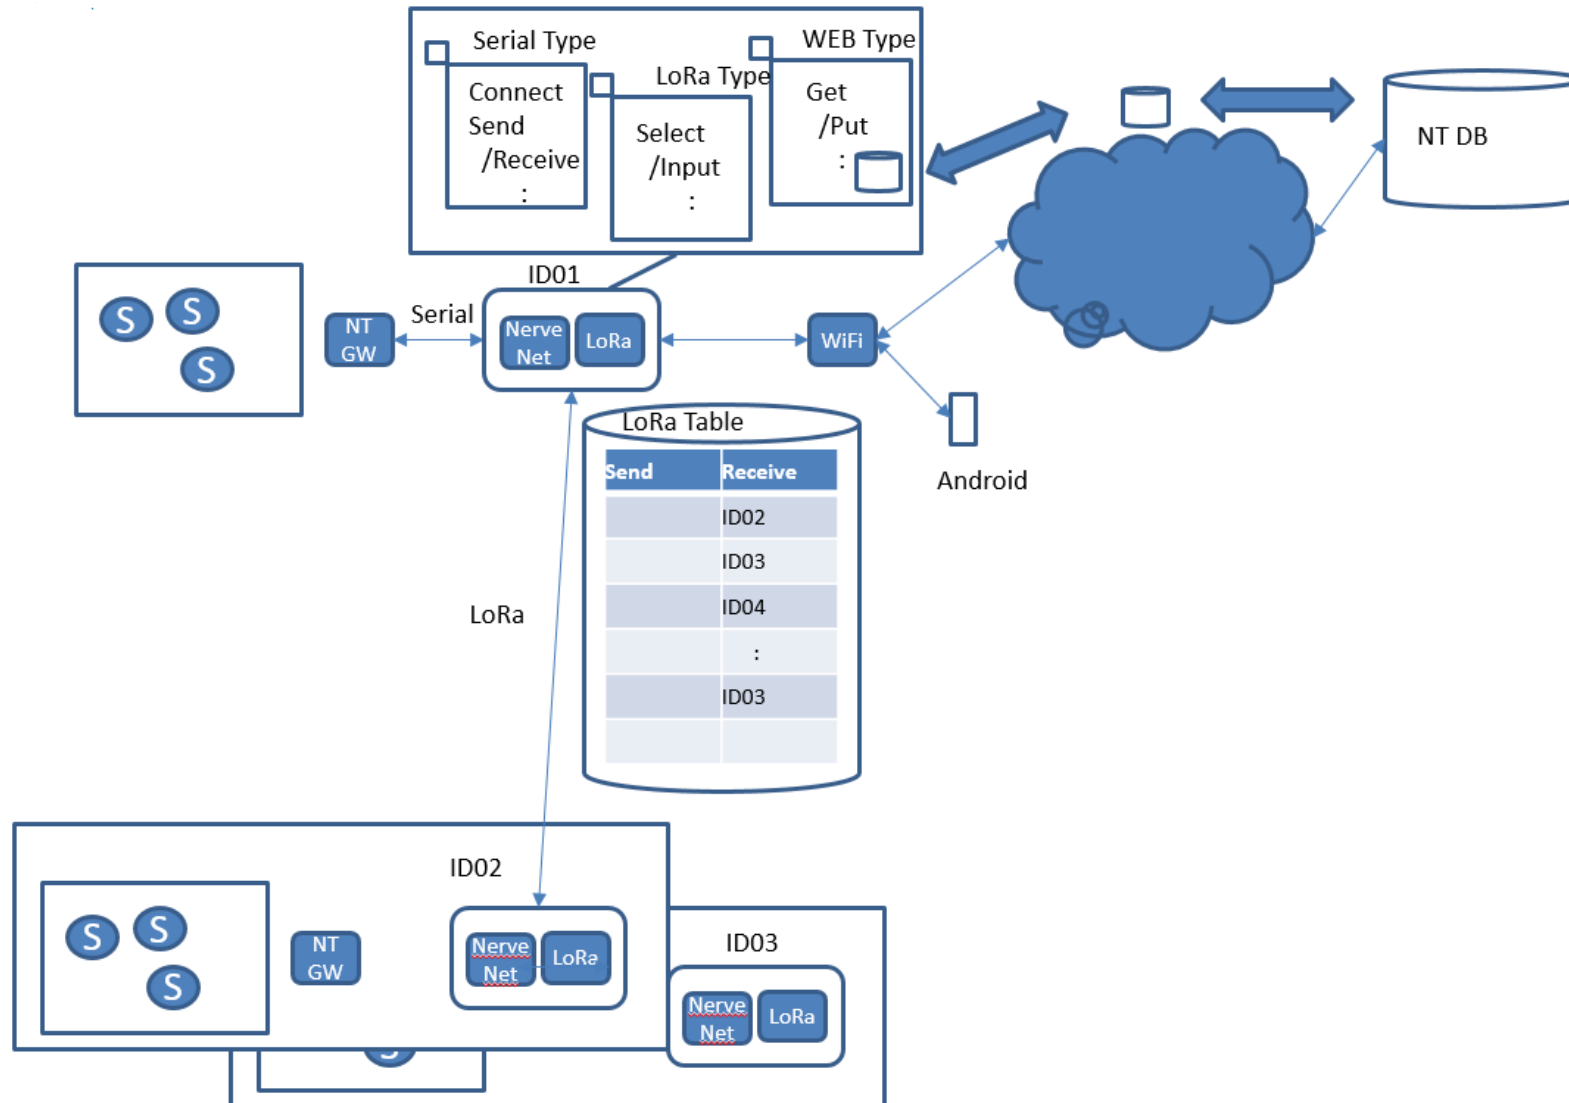 Serial Type
WEB Type
LoRa Type
Connect
Send
/Receive
:
Select
/Input
:
Get
/Put
:
NT DB
ID01
S
S
S
NT
GW
Serial
Nerve
Net
LoRa
WiFi
Android
LoRa Table
Send Receive
ID02
ID03
ID04
:
ID03
LoRa
ID02
S
S
S
NT
GW
Nerve
Net
LoRa
ID03
Nerve
Net
LoRa
S